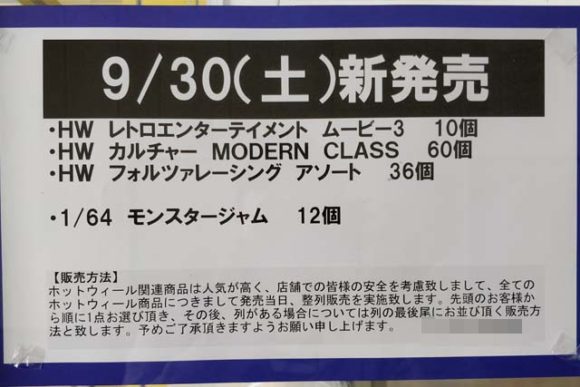 9/30(土)新発売
・HW レトロエンターテイメント ムービー3 10個
・HW カルチャー MODERN CLASS 60個
・HW フォルツァレーシング アソート 36個
・1/64 モンスタージャム 12個
【販売方法】
ホットウィール関連商品は人気が高く、店舗での皆様の安全を考慮致しまして、全ての
ホットウィール商品につきまして発売当日、整列販売を実施致します。先頭のお客様か
ら順に1点お選び頂き、その後、列がある場合については列の最後尾にお並び頂く販売方
法と致します。予めご了承頂きますようお願い申し上げます。